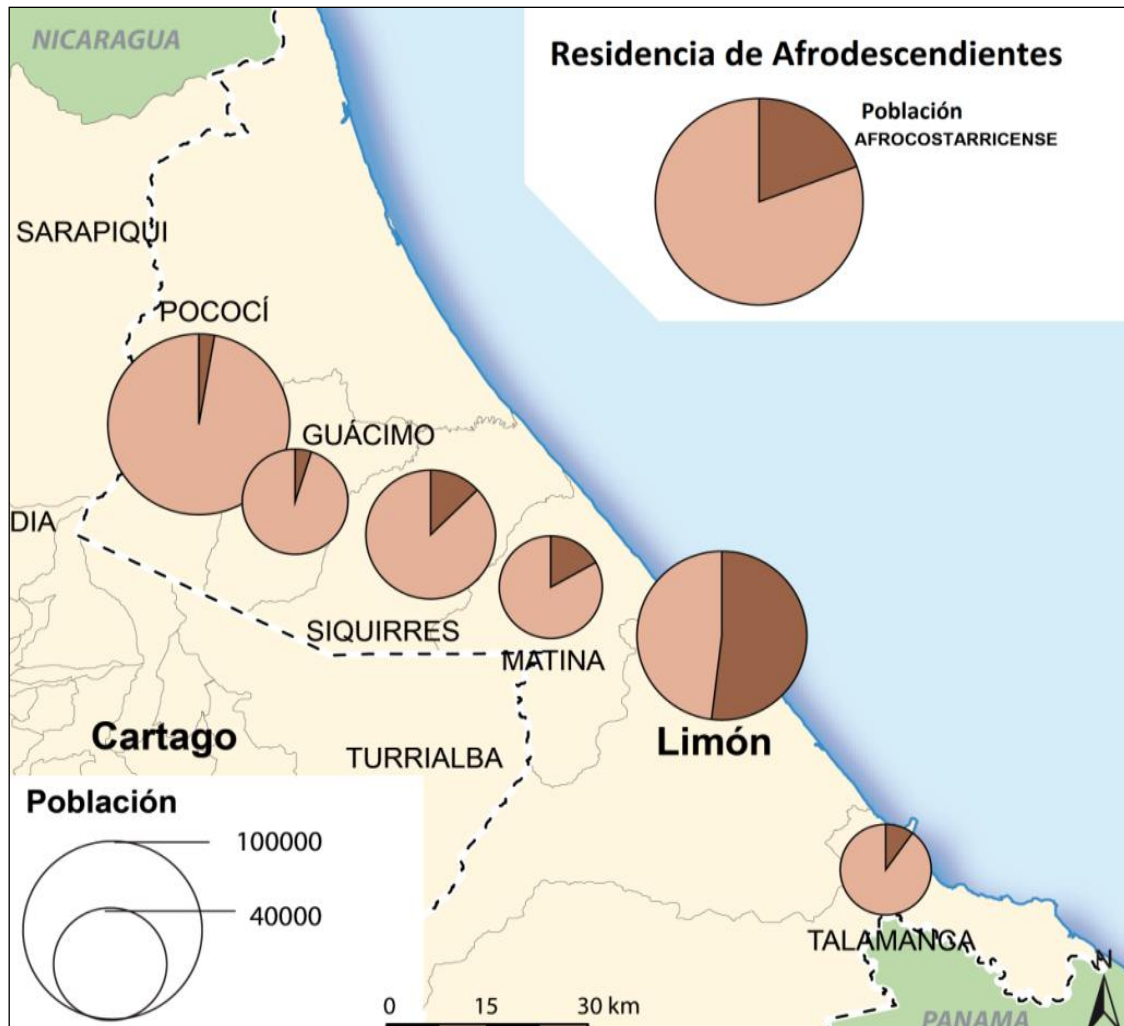 NICARAGUA
Residencia de Afrodescendientes
Población
AFROCOSTARRICENSE
SARAPIQUI
POCOCÍ
GUÁCIMO
DIA
SIQUIRRES
MATINA
Cartago
Limón
TURRIALBA
Población
100000
40000
TALAMANCA
N
0 15 30 km
PANAMA